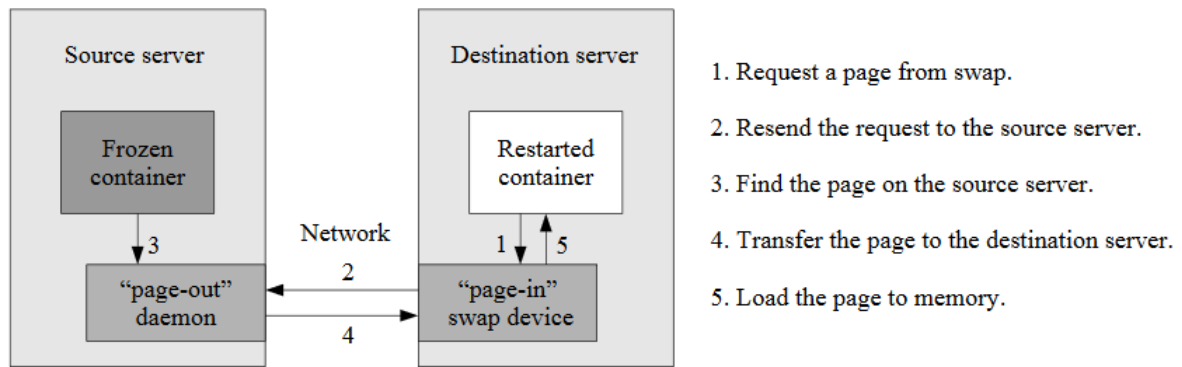 Source server
Destination server
Frozen
container
Restarted
container
3
Network
1
5
2
4
“page-out”
daemon
“page-in”
swap device
1. Request a page from swap.
2. Resend the request to the source server.
3. Find the page on the source server.
4. Transfer the page to the destination server.
5. Load the page to memory.